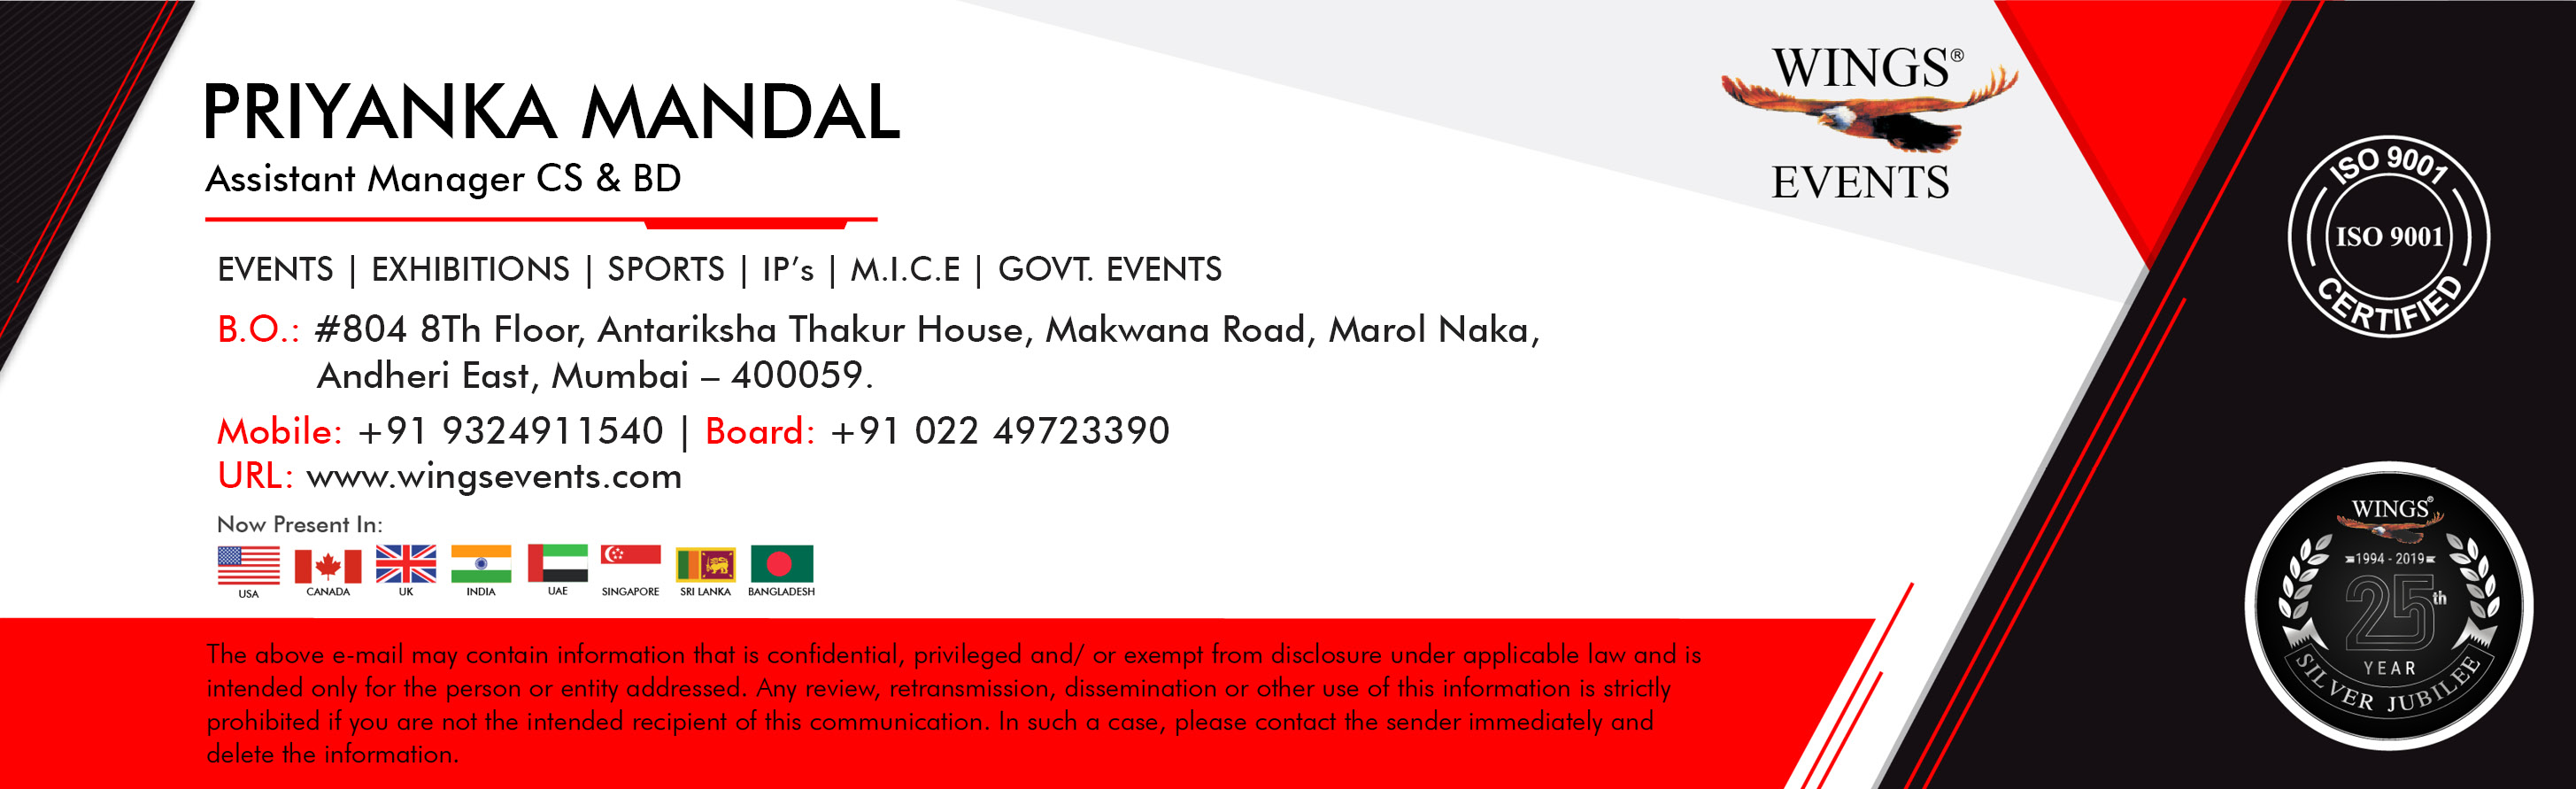 PRIYANKA MANDAL
Assistant Manager CS & BD
EVENTS | EXHIBITIONS | SPORTS | IP's | M.I.C.E | GOVT. EVENTS
B.O.: #804 8Th Floor, Antariksha Thakur House, Makwana Road, Marol Naka,
Andheri East, Mumbai – 400059.
Mobile: +91 9324911540 | Board: +91 022 49723390
URL: www.wingsevents.com
Now Present In:
USA CANADA UK INDIA UAE SINGAPORE SRI LANKA BANGLADESH
The above e-mail may contain information that is confidential, privileged and/ or exempt from disclosure under applicable law and is
intended only for the person or entity addressed. Any review, retransmission, dissemination or other use of this information is strictly
prohibited if you are not the intended recipient of this communication. In such a case, please contact the sender immediately and
delete the information.
WINGS®
EVENTS
ISO 9001
ISO 9001
CERTIFIED
WINGS®
1994 - 2019
25th
YEAR
SILVER JUBILEE